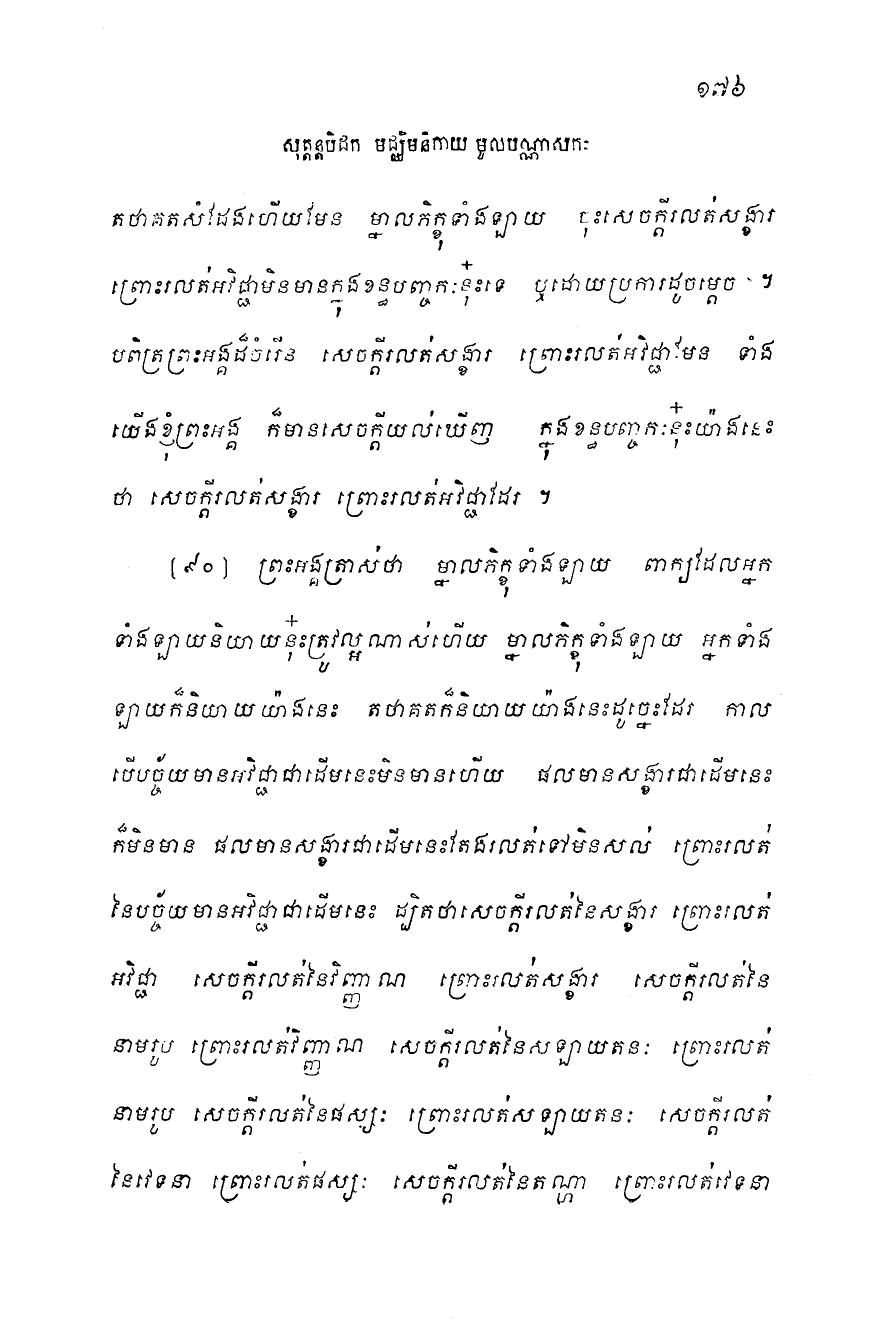 ១៧៦
សុត្តន្តបិដក មជ្ឈិមនិកាយ មូលបណ្ណាសកៈ
តថាគតសំដែងហើយមែន ម្នាលភិក្ខុទាំងឡាយ ចុះសេចក្តីរលត់សង្ខារ
ព្រោះរលត់អវិជ្ជាមិនមានក្នុងខន្ធបញ្ចកៈនុ៎ះទេ ឬដោយប្រការដូចម្តេច ។
បពិត្រព្រះអង្គដ៏ចំរើន សេចក្តីរលត់សង្ខារ ព្រោះរលត់អវិជ្ជាមែន ទាំង
យើងខ្ញុំព្រះអង្គ ក៏មានសេចក្តីយល់ឃើញ ក្នុងខន្ធបញ្ចកៈនុ៎ះយ៉ាងនេះ
ថា សេចក្តីរលត់សង្ខារ ព្រោះរលត់អវិជ្ជាដែរ ។
[៩០] ព្រះអង្គត្រាស់ថា ម្នាលភិក្ខុទាំងឡាយ ពាក្យដែលអ្នក
ទាំងឡាយនិយាយនុ៎ះត្រូវល្អណាស់ហើយ ម្នាលភិក្ខុទាំងឡាយ អ្នកទាំង
ឡាយក៏និយាយយ៉ាងនេះ តថាគតក៏និយាយយ៉ាងនេះដូច្នេះដែរ កាល
បើបច្ច័យមានអវិជ្ជាជាដើមនេះមិនមានហើយ ផលមានសង្ខារជាដើមនេះ
ក៏មិនមាន ផលមានសង្ខារជាដើមនេះតែងរលត់ទៅមិនសល់ ព្រោះរលត់
នៃបច្ច័យមានអវិជ្ជាជាដើមនេះ ដ្បិតថាសេចក្តីរលត់នៃសង្ខារ ព្រោះរលត់
អវិជ្ជា សេចក្តីរលត់នៃវិញ្ញាណ ព្រោះរលត់សង្ខារ សេចក្តីរលត់នៃ
នាមរូប ព្រោះរលត់វិញ្ញាណ សេចក្តីរលត់នៃសឡាយតនៈ ព្រោះរលត់
នាមរូប សេចក្តីរលត់នៃផស្សៈ ព្រោះរលត់សឡាយតនៈ សេចក្តីរលត់
នៃវេទនា ព្រោះរលត់ផស្សៈ សេចក្តីរលត់នៃតណ្ហា ព្រោះរលត់វេទនា